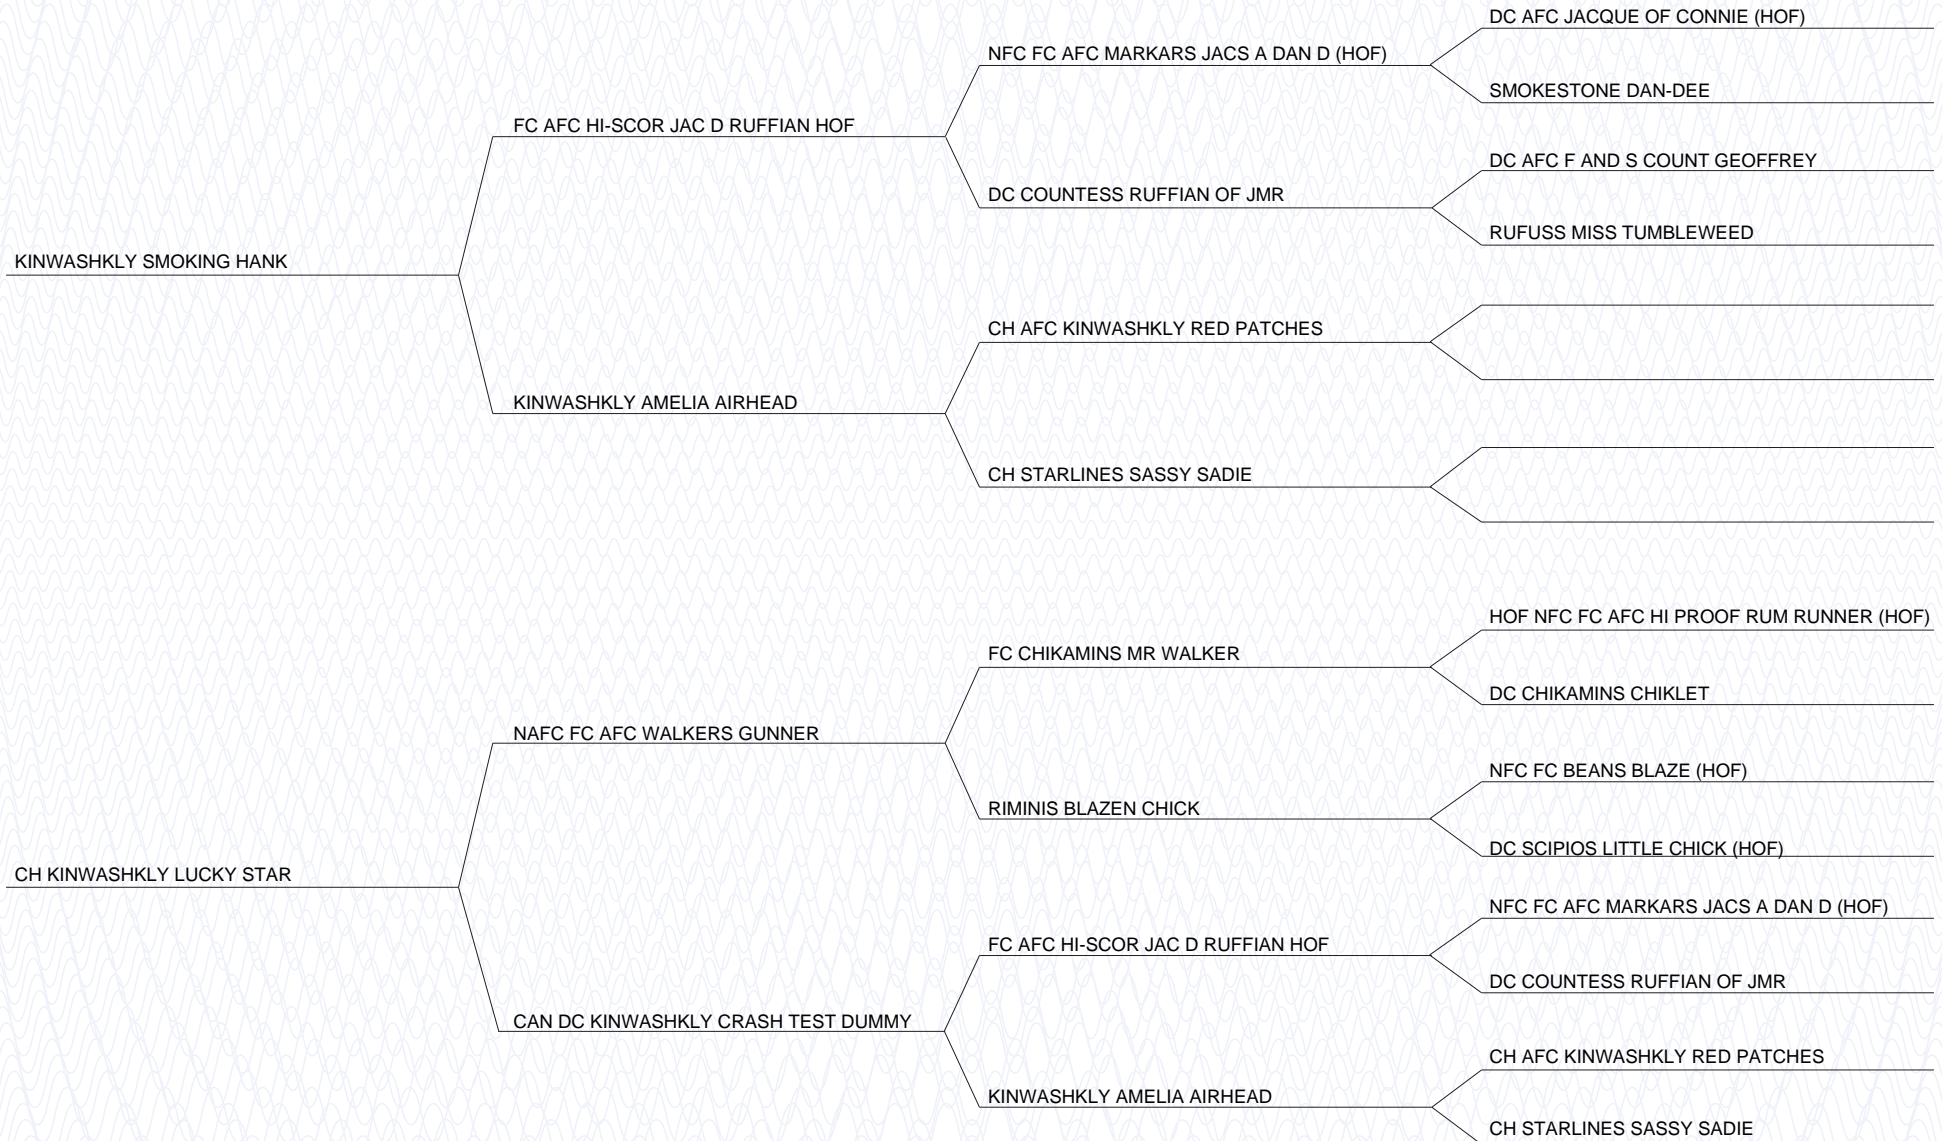 DC AFC JACQUE OF CONNIE (HOF)
NFC FC AFC MARKARS JACS A DAN D (HOF)
SMOKESTONE DAN-DEE
FC AFC HI-SCOR JAC D RUFFIAN HOF
DC AFC F AND S COUNT GEOFFREY
DC COUNTESS RUFFIAN OF JMR
RUFUSS MISS TUMBLEWEED
KINWASHKLY SMOKING HANK
CH AFC KINWASHKLY RED PATCHES
KINWASHKLY AMELIA AIRHEAD
CH STARLINES SASSY SADIE
HOF NFC FC AFC HI PROOF RUM RUNNER (HOF)
FC CHIKAMINS MR WALKER
DC CHIKAMINS CHIKLET
NAFC FC AFC WALKERS GUNNER
NFC FC BEANS BLAZE (HOF)
RIMINIS BLAZEN CHICK
DC SCIPIOS LITTLE CHICK (HOF)
CH KINWASHKLY LUCKY STAR
NFC FC AFC MARKARS JACS A DAN D (HOF)
FC AFC HI-SCOR JAC D RUFFIAN HOF
DC COUNTESS RUFFIAN OF JMR
CAN DC KINWASHKLY CRASH TEST DUMMY
CH AFC KINWASHKLY RED PATCHES
KINWASHKLY AMELIA AIRHEAD
CH STARLINES SASSY SADIE